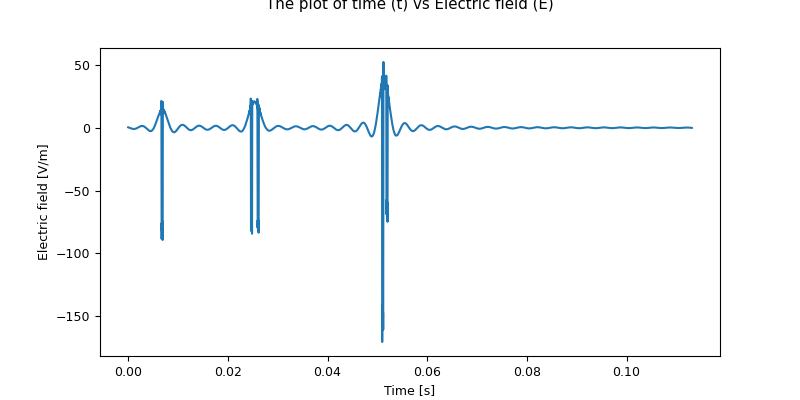 The plot of time (t) vs Electric field (E)
50
0
−50
−100
−150
Electric field [V/m]
0.00 0.02 0.04 0.06 0.08 0.10
Time [s]